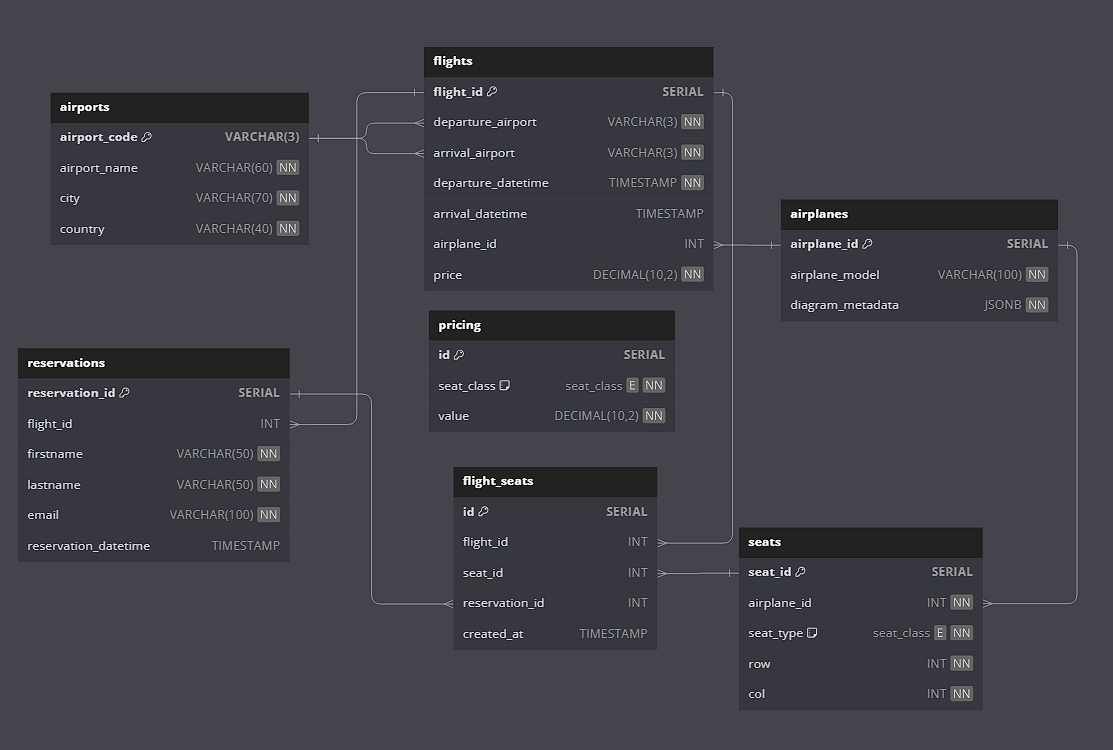 flights
flight_id SERIAL
departure_airport VARCHAR(3) NN
arrival_airport VARCHAR(3) NN
departure_datetime TIMESTAMP NN
arrival_datetime TIMESTAMP
airplane_id INT
price DECIMAL(10,2) NN
airports
airport_code VARCHAR(3)
airport_name VARCHAR(60) NN
city VARCHAR(70) NN
country VARCHAR(40) NN
airplanes
airplane_id SERIAL
airplane_model VARCHAR(100) NN
diagram_metadata JSONB NN
pricing
id SERIAL
seat_class seat_class E NN
value DECIMAL(10,2) NN
reservations
reservation_id SERIAL
flight_id INT
firstname VARCHAR(50) NN
lastname VARCHAR(50) NN
email VARCHAR(100) NN
reservation_datetime TIMESTAMP
flight_seats
id SERIAL
flight_id INT
seat_id INT
reservation_id INT
created_at TIMESTAMP
seats
seat_id SERIAL
airplane_id INT NN
seat_type seat_class E NN
row INT NN
col INT NN